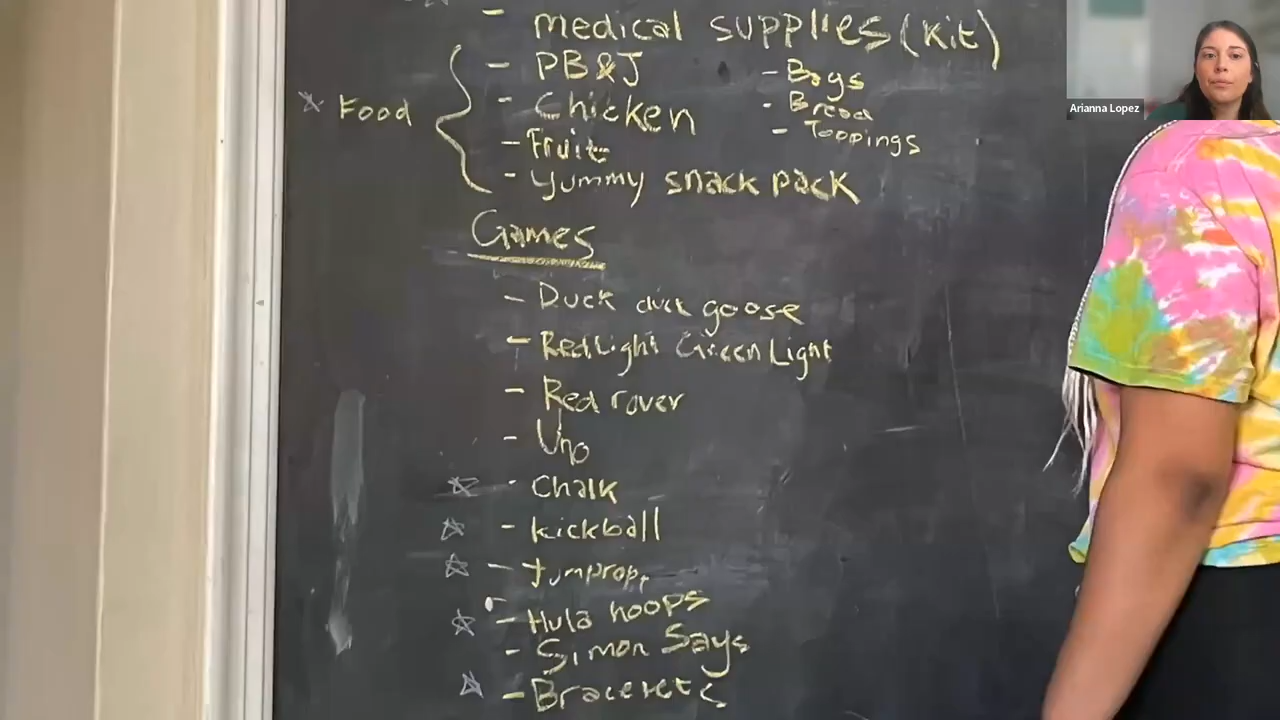 - medical supplies (kit)
- PB&J
- Bags
☆ Food { - Chicken
- Bread
- Fruit
- Toppings
- Yummy snack pack
Games
- Duck duck goose
- Red Light Green Light
- Red rover
- Uno
☆ - Chalk
☆ - kickball
☆ - Jumprope
☆ - Hula hoops
- Simon Says
☆ - Bracelets
Arianna Lopez